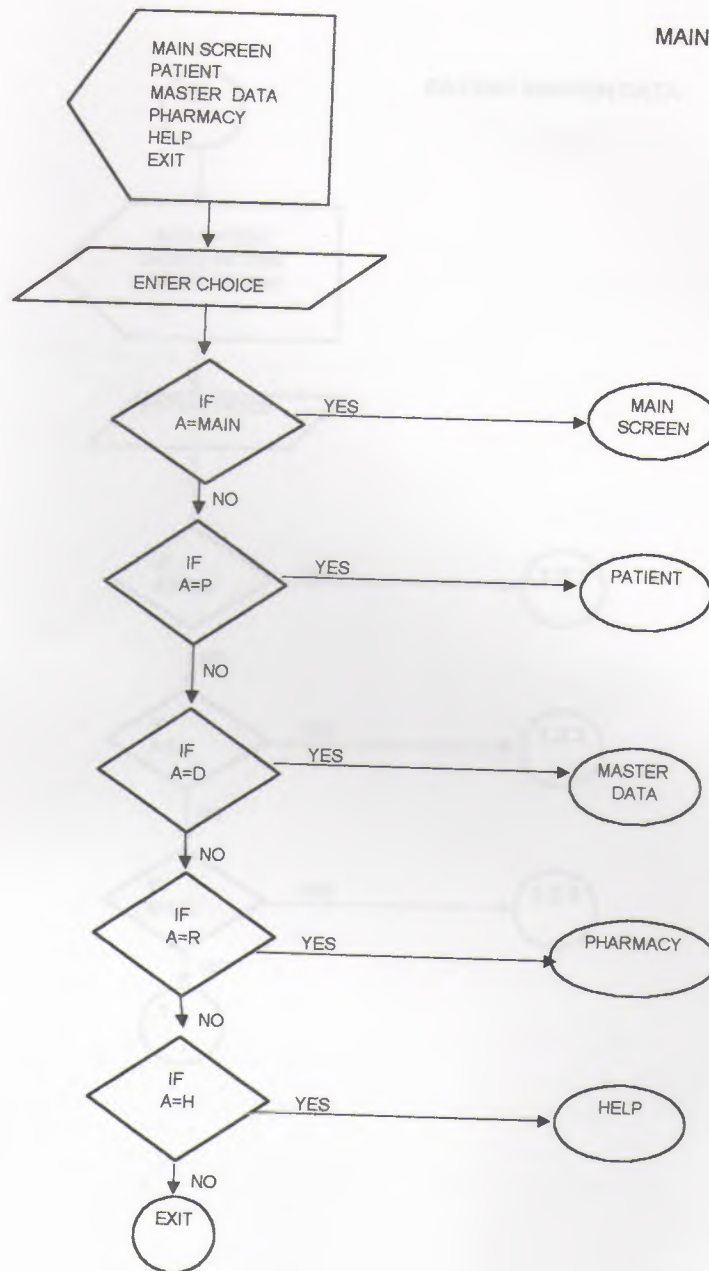 MAIN
MAIN SCREEN
PATIENT
MASTER DATA
PHARMACY
HELP
EXIT
ENTER CHOICE
IF
A=MAIN
YES
MAIN
SCREEN
NO
IF
A=P
YES
PATIENT
NO
IF
A=D
YES
MASTER
DATA
NO
IF
A=R
YES
PHARMACY
NO
IF
A=H
YES
HELP
NO
EXIT